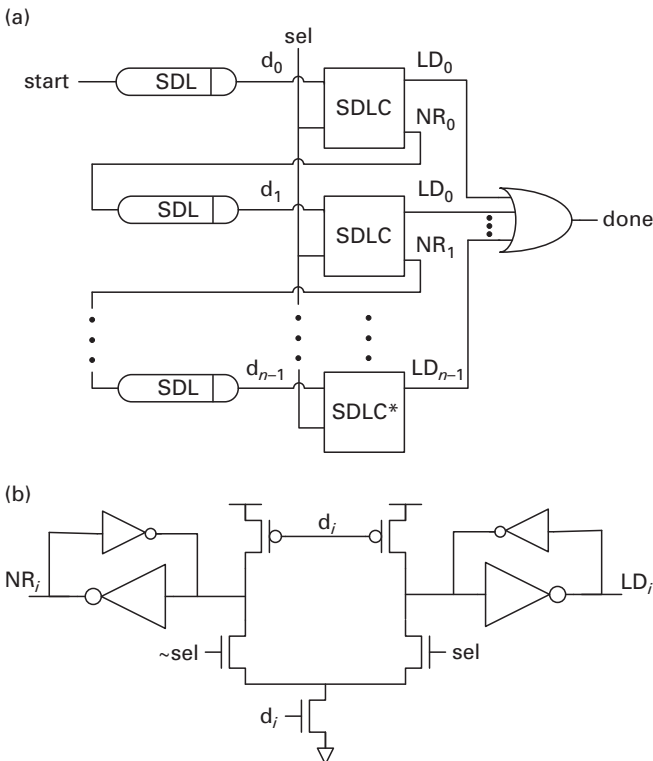 (a)
sel
start
SDL
d₀
SDLC
LD₀
NR₀
SDL
d₁
SDLC
LD₀
NR₁
done
SDL
dₙ₋₁
SDLC*
LDₙ₋₁
(b)
dᵢ
NRᵢ
LDᵢ
~sel
sel
dᵢ